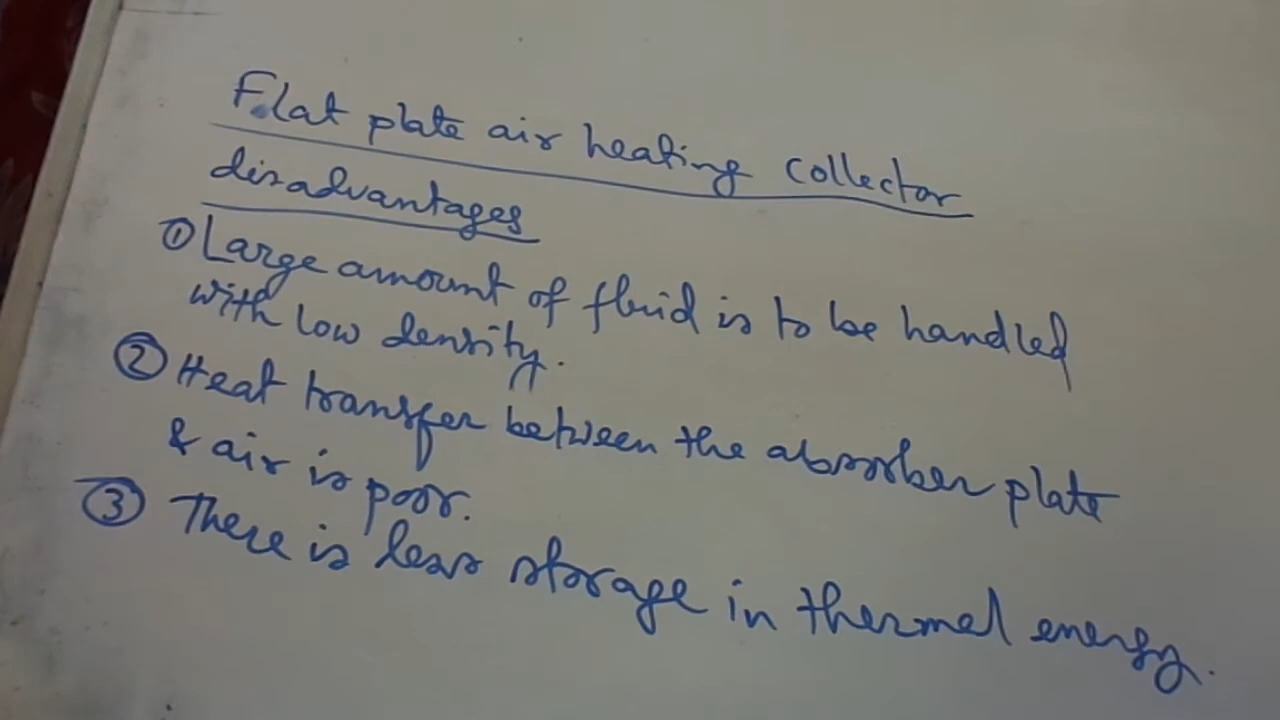 Flat plate air heating collector
disadvantages
① Large amount of fluid is to be handled
with low density.
② Heat transfer between the absorber plate
& air is poor.
③ There is less storage in thermal energy.